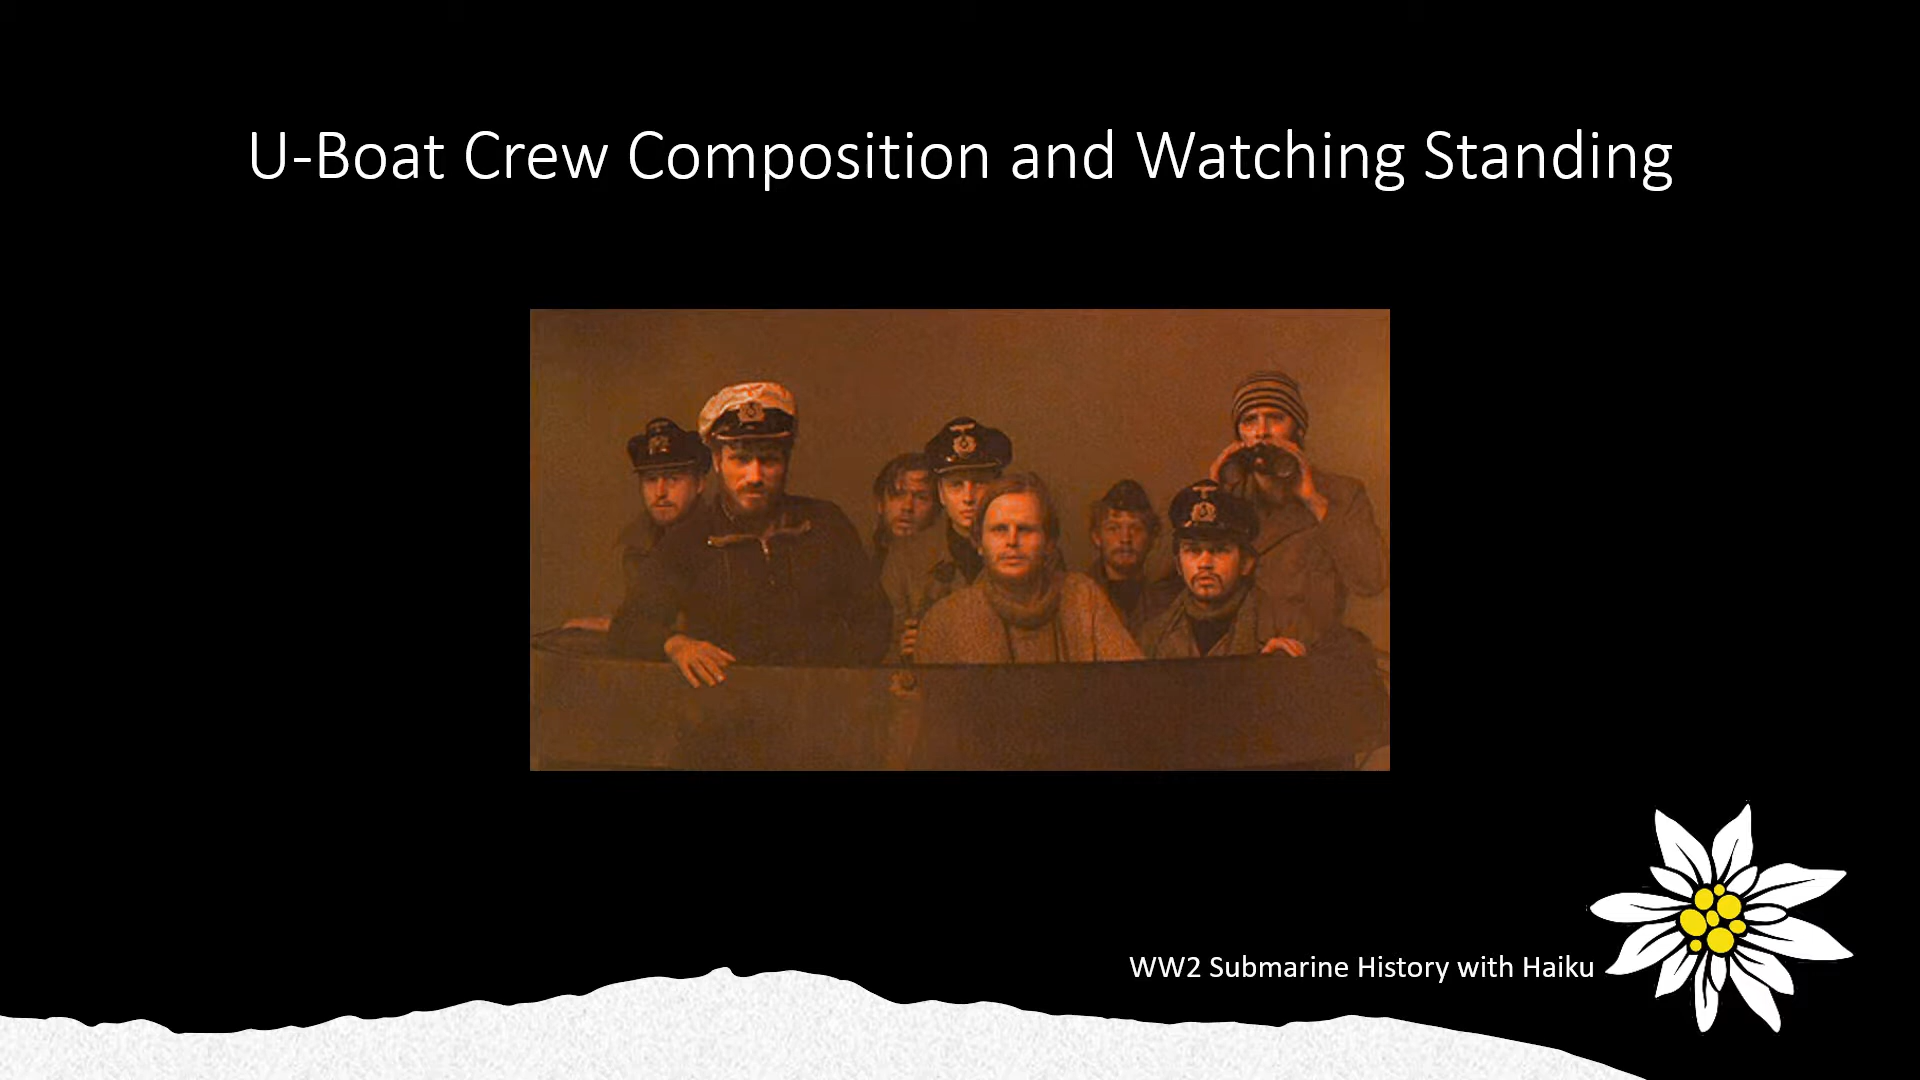 U-Boat Crew Composition and Watching Standing
WW2 Submarine History with Haiku